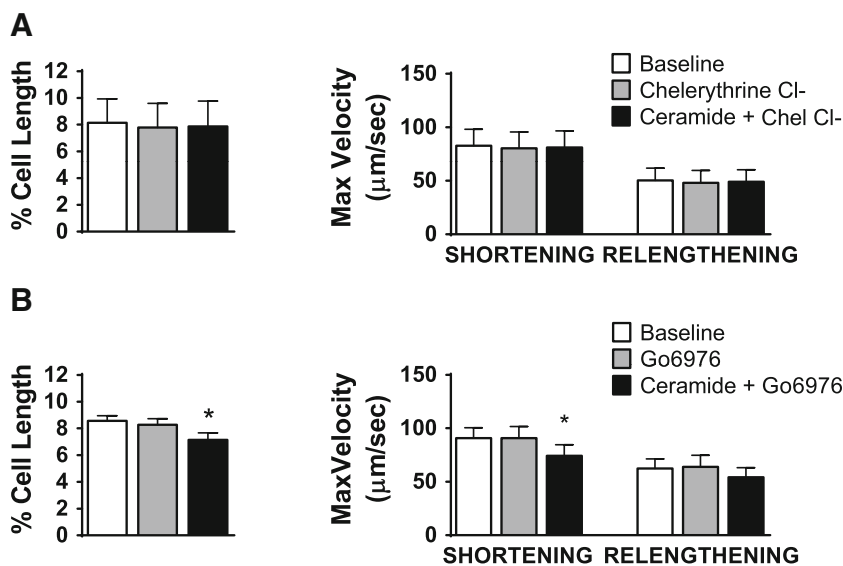 A
% Cell Length
12
10
8
6
4
2
0
Max Velocity
(μm/sec)
150
100
50
0
SHORTENING RELENGTHENING
Baseline
Chelerythrine Cl-
Ceramide + Chel Cl-
B
% Cell Length
12
10
8
6
4
2
0
*
MaxVelocity
(μm/sec)
150
100
50
0
*
SHORTENING RELENGTHENING
Baseline
Go6976
Ceramide + Go6976